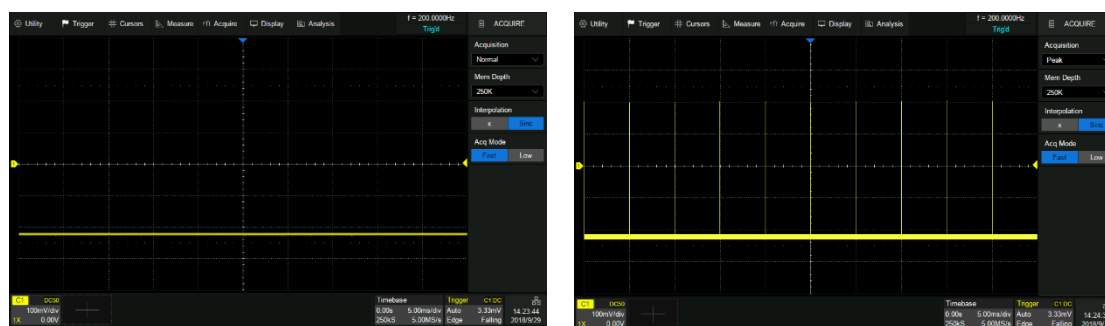 Utility Trigger Cursors Measure Acquire Display Analysis
f = 200.0000Hz
Trig'd
ACQUIRE
Acquisition
Normal
Mem Depth
250K
Interpolation
x Sinc
Acq Mode
Fast Low
C1 DC50
100mV/div
1X 0.00V
Timebase
0.00s 5.00ms/div
250kS 5.00MS/s
Trigger C1 DC
Auto 3.33mV
Edge Falling
14:23:44
2018/9/29
Utility Trigger Cursors Measure Acquire Display Analysis
f = 200.0000Hz
Trig'd
ACQUIRE
Acquisition
Peak
Mem Depth
250K
Interpolation
x Sinc
Acq Mode
Fast Low
C1 DC50
100mV/div
1X 0.00V
Timebase
0.00s 5.00ms/div
250kS 5.00MS/s
Trigger C1 DC
Auto 3.33mV
Edge Falling